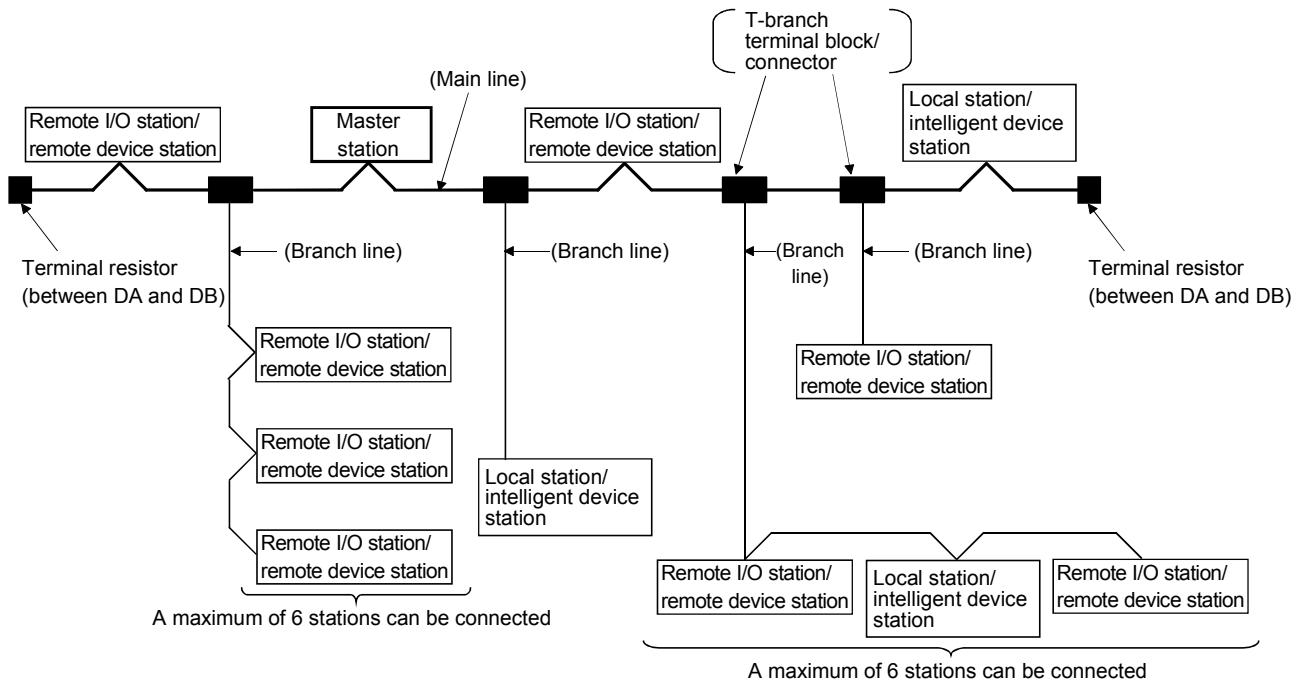 T-branch
terminal block/
connector
(Main line)
Remote I/O station/
remote device station
Master
station
Remote I/O station/
remote device station
Local station/
intelligent device
station
Terminal resistor
(between DA and DB)
(Branch line)
(Branch line)
(Branch
line)
(Branch line)
Terminal resistor
(between DA and DB)
Remote I/O station/
remote device station
Remote I/O station/
remote device station
Remote I/O station/
remote device station
A maximum of 6 stations can be connected
Local station/
intelligent device
station
Remote I/O station/
remote device station
Remote I/O station/
remote device station
Local station/
intelligent device
station
Remote I/O station/
remote device station
A maximum of 6 stations can be connected